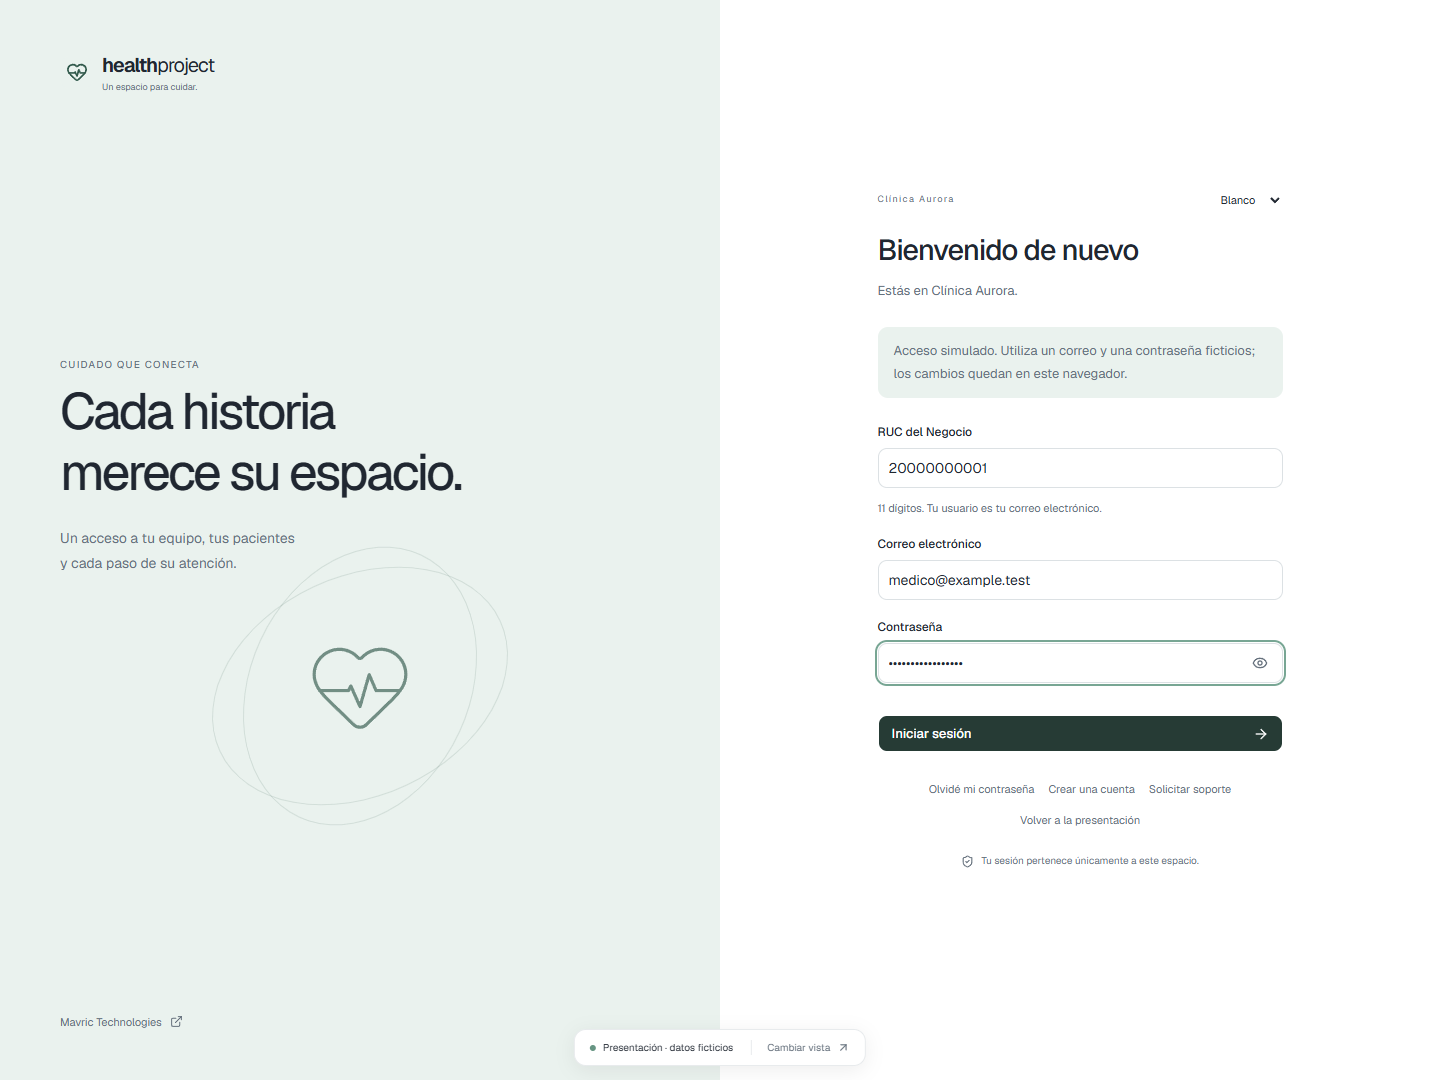 healthproject
Un espacio para cuidar.
CUIDADO QUE CONECTA
Cada historia
merece su espacio.
Un acceso a tu equipo, tus pacientes
y cada paso de su atención.
Mavric Technologies
Clínica Aurora
Blanco
Bienvenido de nuevo
Estás en Clínica Aurora.
Acceso simulado. Utiliza un correo y una contraseña ficticios;
los cambios quedan en este navegador.
RUC del Negocio
20000000001
11 dígitos. Tu usuario es tu correo electrónico.
Correo electrónico
medico@example.test
Contraseña
•••••••••••••••••
Iniciar sesión
Olvidé mi contraseña Crear una cuenta Solicitar soporte
Volver a la presentación
Tu sesión pertenece únicamente a este espacio.
Presentación · datos ficticios Cambiar vista